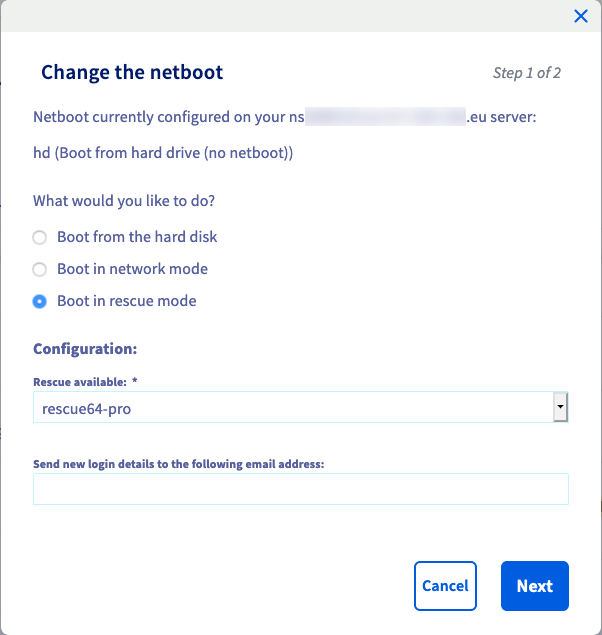 Change the netboot
Step 1 of 2
Netboot currently configured on your ns .eu server:
hd (Boot from hard drive (no netboot))
What would you like to do?
Boot from the hard disk
Boot in network mode
Boot in rescue mode
Configuration:
Rescue available: *
rescue64-pro
Send new login details to the following email address:
Cancel
Next